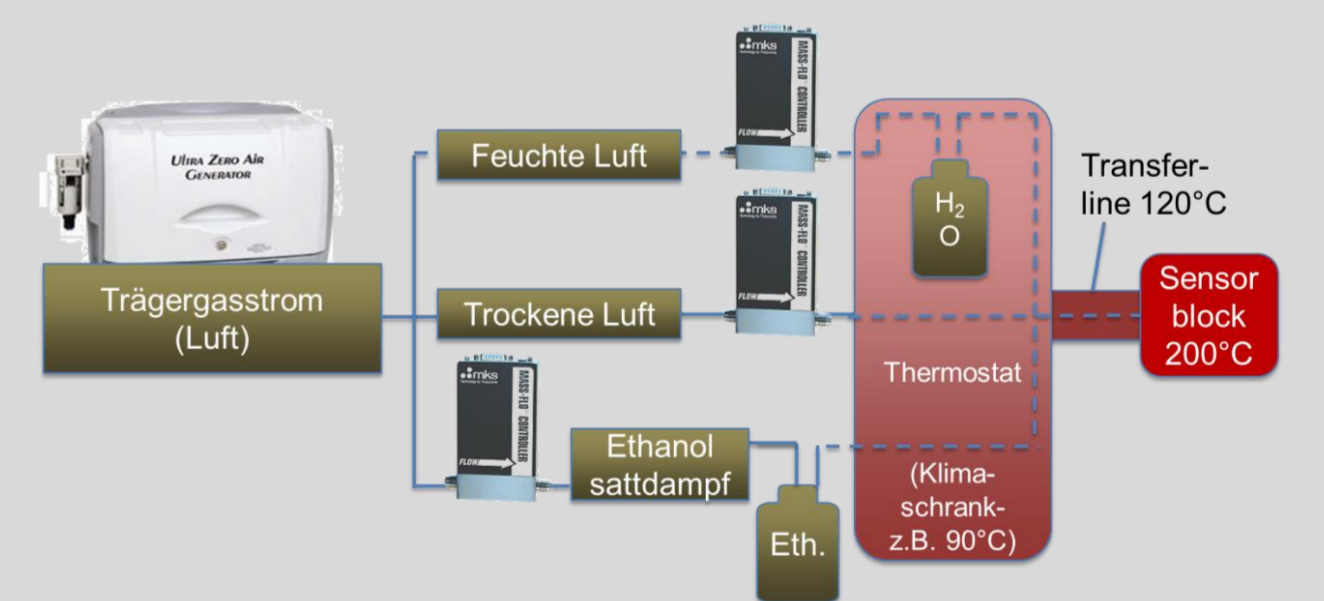 mks
MASS-FLO CONTROLLER
FLOW
ULTRA ZERO AIR
GENERATOR
Feuchte Luft
Transfer-
line 120°C
H2
O
mks
MASS-FLO CONTROLLER
FLOW
Trägergasstrom
(Luft)
Trockene Luft
Sensor
block
200°C
mks
MASS-FLO CONTROLLER
FLOW
Thermostat
Ethanol
sattdampf
(Klima-
schrank-
z.B. 90°C)
Eth.